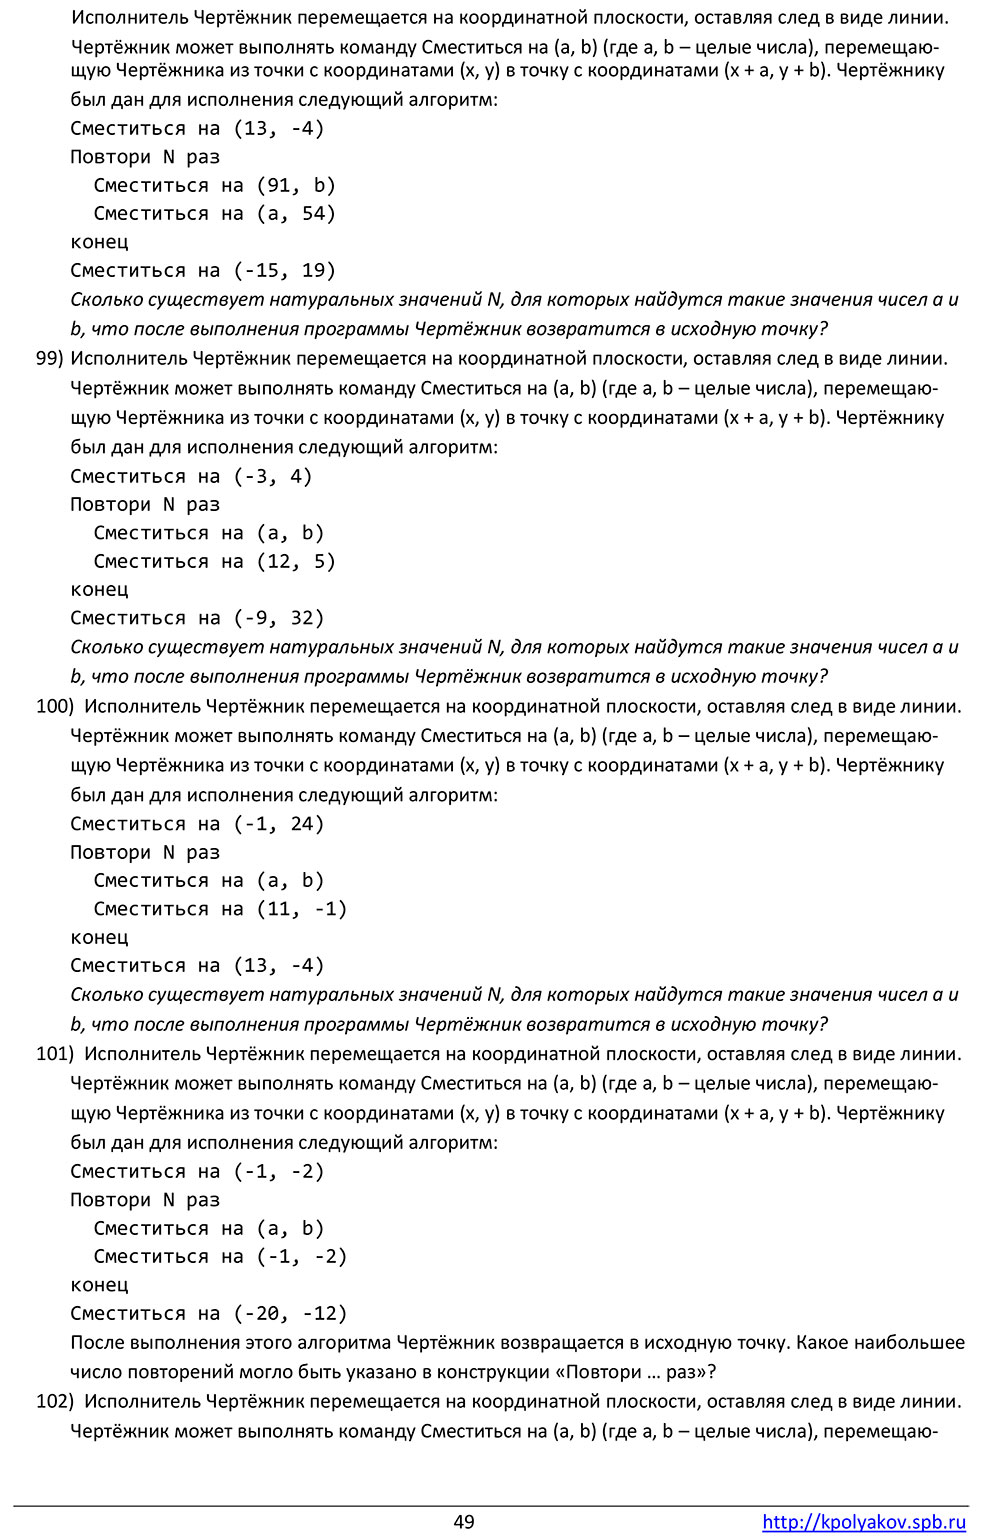 Исполнитель Чертёжник перемещается на координатной плоскости, оставляя след в виде линии.
Чертёжник может выполнять команду Сместиться на (a, b) (где a, b – целые числа), перемещаю-
щую Чертёжника из точки с координатами (x, y) в точку с координатами (x + a, y + b). Чертёжнику
был дан для исполнения следующий алгоритм:
Сместиться на (13, -4)
Повтори N раз
Сместиться на (91, b)
Сместиться на (a, 54)
конец
Сместиться на (-15, 19)
Сколько существует натуральных значений N, для которых найдутся такие значения чисел a и
b, что после выполнения программы Чертёжник возвратится в исходную точку?
99) Исполнитель Чертёжник перемещается на координатной плоскости, оставляя след в виде линии.
Чертёжник может выполнять команду Сместиться на (a, b) (где a, b – целые числа), перемещаю-
щую Чертёжника из точки с координатами (x, y) в точку с координатами (x + a, y + b). Чертёжнику
был дан для исполнения следующий алгоритм:
Сместиться на (-3, 4)
Повтори N раз
Сместиться на (a, b)
Сместиться на (12, 5)
конец
Сместиться на (-9, 32)
Сколько существует натуральных значений N, для которых найдутся такие значения чисел a и
b, что после выполнения программы Чертёжник возвратится в исходную точку?
100) Исполнитель Чертёжник перемещается на координатной плоскости, оставляя след в виде линии.
Чертёжник может выполнять команду Сместиться на (a, b) (где a, b – целые числа), перемещаю-
щую Чертёжника из точки с координатами (x, y) в точку с координатами (x + a, y + b). Чертёжнику
был дан для исполнения следующий алгоритм:
Сместиться на (-1, 24)
Повтори N раз
Сместиться на (a, b)
Сместиться на (11, -1)
конец
Сместиться на (13, -4)
Сколько существует натуральных значений N, для которых найдутся такие значения чисел a и
b, что после выполнения программы Чертёжник возвратится в исходную точку?
101) Исполнитель Чертёжник перемещается на координатной плоскости, оставляя след в виде линии.
Чертёжник может выполнять команду Сместиться на (a, b) (где a, b – целые числа), перемещаю-
щую Чертёжника из точки с координатами (x, y) в точку с координатами (x + a, y + b). Чертёжнику
был дан для исполнения следующий алгоритм:
Сместиться на (-1, -2)
Повтори N раз
Сместиться на (a, b)
Сместиться на (-1, -2)
конец
Сместиться на (-20, -12)
После выполнения этого алгоритма Чертёжник возвращается в исходную точку. Какое наибольшее
число повторений могло быть указано в конструкции «Повтори … раз»?
102) Исполнитель Чертёжник перемещается на координатной плоскости, оставляя след в виде линии.
Чертёжник может выполнять команду Сместиться на (a, b) (где a, b – целые числа), перемещаю-
49
http://kpolyakov.spb.ru